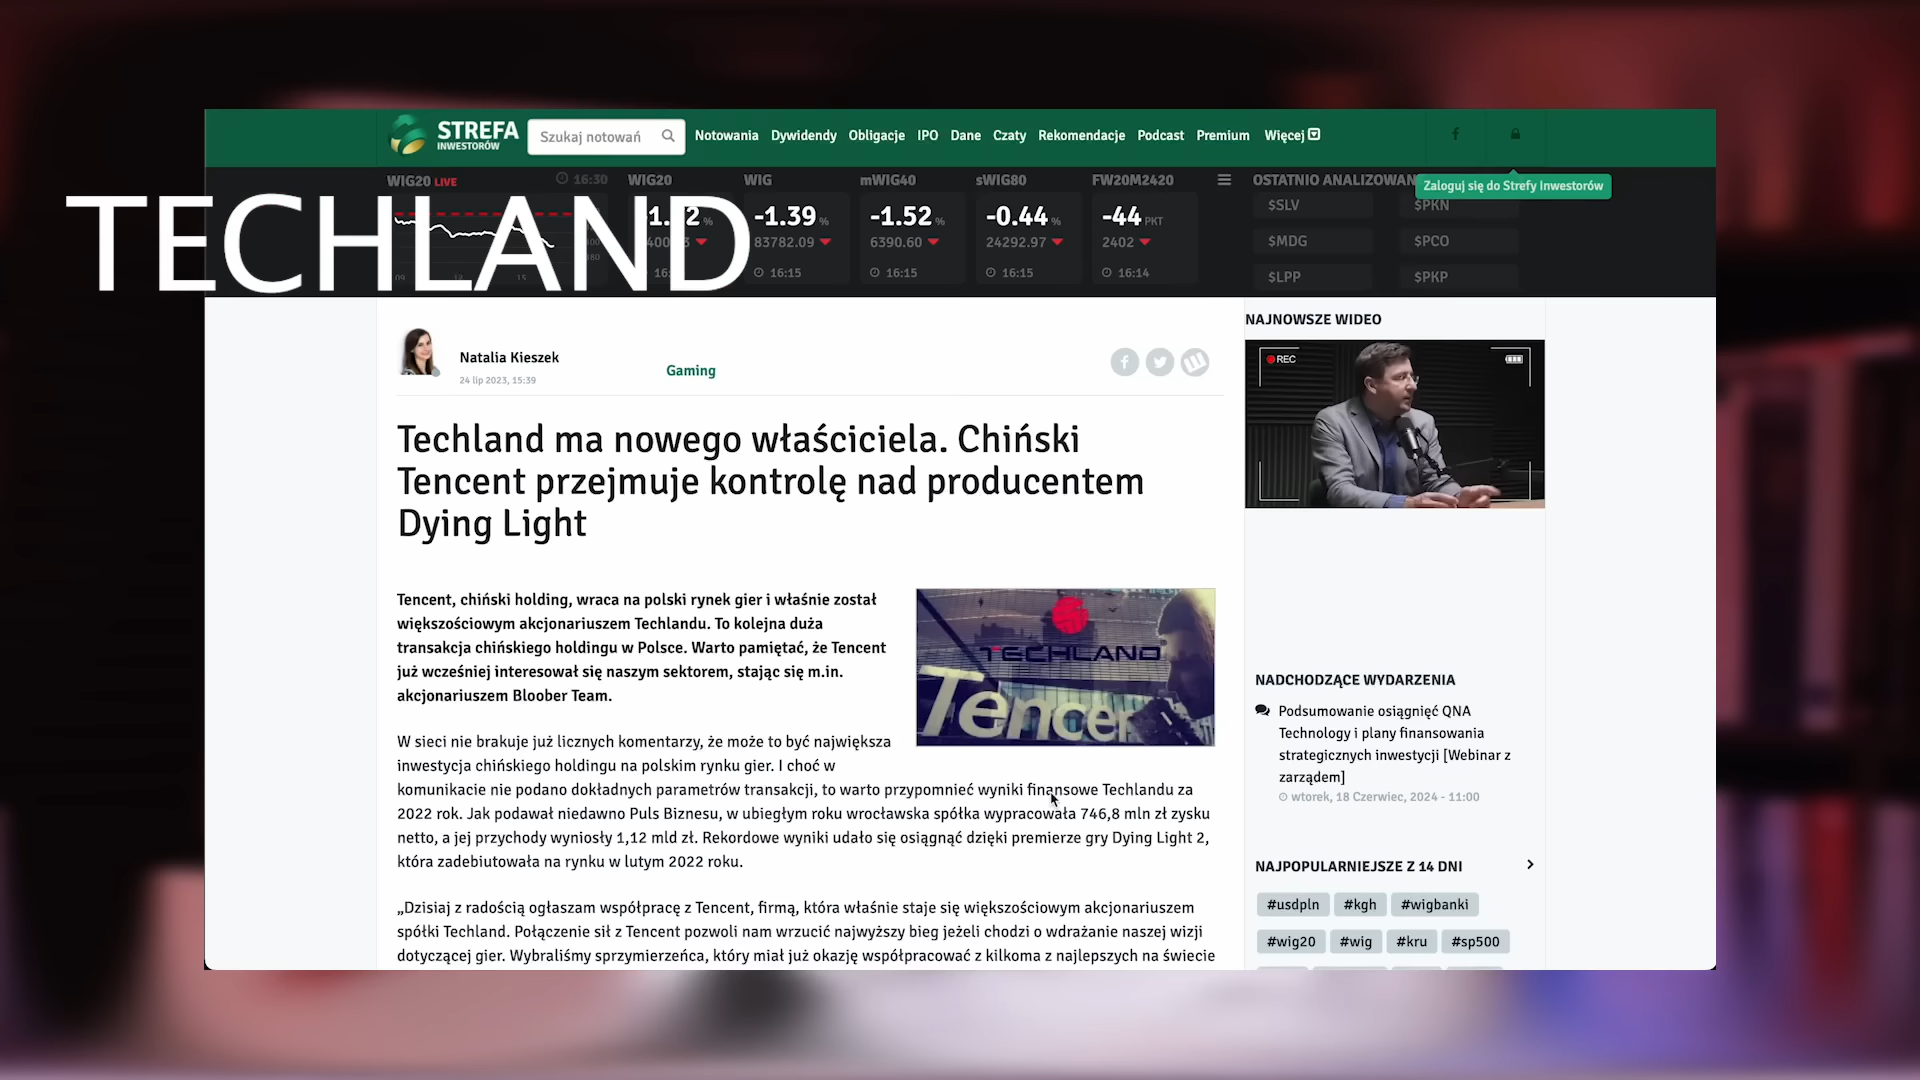 STREFA
INWESTORÓW
Szukaj notowań
Notowania Dywidendy Obligacje IPO Dane Czaty Rekomendacje Podcast Premium Więcej
Zaloguj się do Strefy Inwestorów
WIG20 LIVE 16:30
WIG20
WIG
-1.39 %
83782.09
16:15
mWIG40
-1.52 %
6390.60
16:15
sWIG80
-0.44 %
24292.97
16:15
FW20M2420
-44 PKT
2402
16:14
OSTATNIO
$SLV $PKN
$MDG $PCO
$LPP $PKP
TECHLAND
Natalia Kieszek
24 lip 2023, 15:39
Gaming
Techland ma nowego właściciela. Chiński
Tencent przejmuje kontrolę nad producentem
Dying Light
Tencent, chiński holding, wraca na polski rynek gier i właśnie został
większościowym akcjonariuszem Techlandu. To kolejna duża
transakcja chińskiego holdingu w Polsce. Warto pamiętać, że Tencent
już wcześniej interesował się naszym sektorem, stając się m.in.
akcjonariuszem Bloober Team.
TECHLAND
W sieci nie brakuje już licznych komentarzy, że może to być największa
inwestycja chińskiego holdingu na polskim rynku gier. I choć w
komunikacie nie podano dokładnych parametrów transakcji, to warto przypomnieć wyniki finansowe Techlandu za
2022 rok. Jak podawał niedawno Puls Biznesu, w ubiegłym roku wrocławska spółka wypracowała 746,8 mln zł zysku
netto, a jej przychody wyniosły 1,12 mld zł. Rekordowe wyniki udało się osiągnąć dzięki premierze gry Dying Light 2,
która zadebiutowała na rynku w lutym 2022 roku.
„Dzisiaj z radością ogłaszam współpracę z Tencent, firmą, która właśnie staje się większościowym akcjonariuszem
spółki Techland. Połączenie sił z Tencent pozwoli nam wrzucić najwyższy bieg jeżeli chodzi o wdrażanie naszej wizji
dotyczącej gier. Wybraliśmy sprzymierzeńca, który miał już okazję współpracować z kilkoma z najlepszych na świecie
NAJNOWSZE WIDEO
REC
NADCHODZĄCE WYDARZENIA
Podsumowanie osiągnięć QNA
Technology i plany finansowania
strategicznych inwestycji [Webinar z
zarządem]
wtorek, 18 Czerwiec, 2024 - 11:00
NAJPOPULARNIEJSZE Z 14 DNI
#usdpln #kgh #wigbanki
#wig20 #wig #kru #sp500